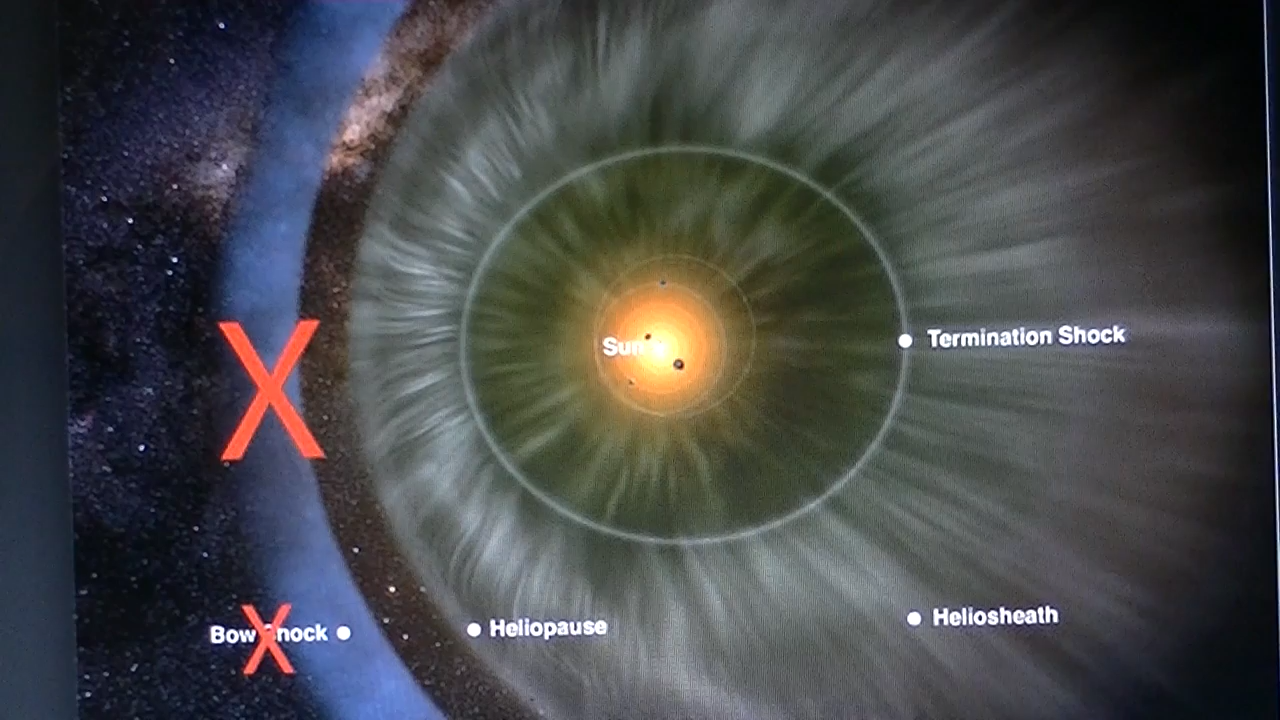 Sun
Termination Shock
Bow Shock
Heliopause
Heliosheath